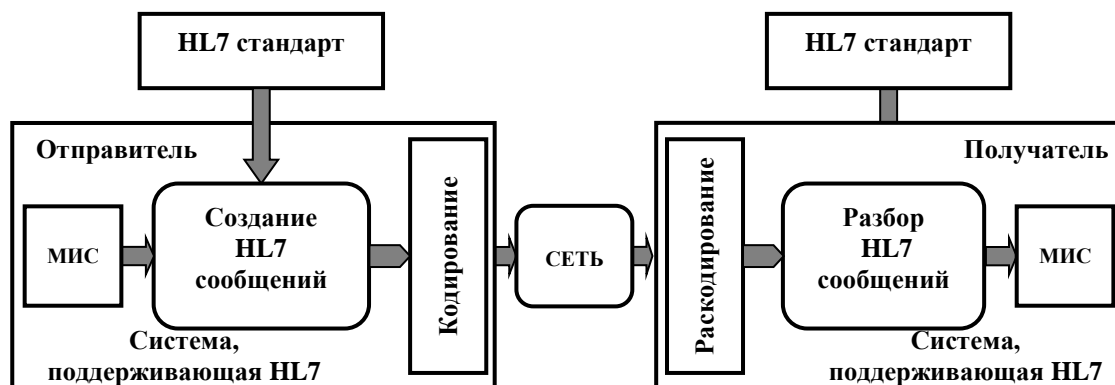 HL7 стандарт
HL7 стандарт
Отправитель
Получатель
МИС
Создание
HL7
сообщений
Кодирование
СЕТЬ
Раскодирование
Разбор
HL7
сообщений
МИС
Система,
поддерживающая HL7
Система,
поддерживающая HL7